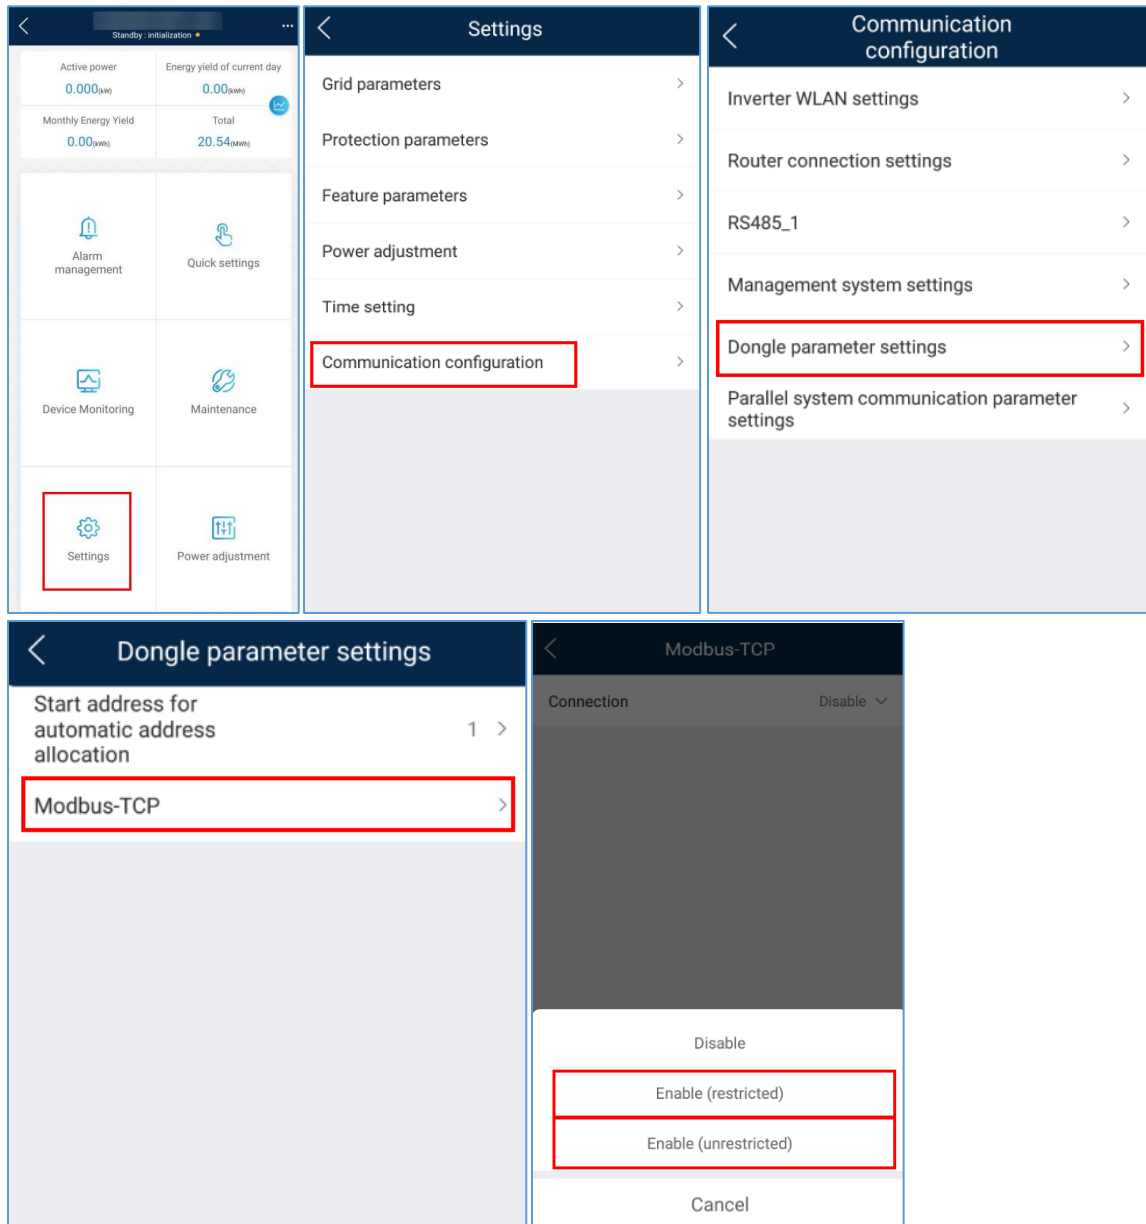 Standby : initialization
Active power
0.000(kW)
Energy yield of current day
0.00(kWh)
Monthly Energy Yield
0.00(kWh)
Total
20.54(MWh)
Alarm
management
Quick settings
Device Monitoring
Maintenance
Settings
Power adjustment
Settings
Grid parameters
Protection parameters
Feature parameters
Power adjustment
Time setting
Communication configuration
Communication
configuration
Inverter WLAN settings
Router connection settings
RS485_1
Management system settings
Dongle parameter settings
Parallel system communication parameter
settings
Dongle parameter settings
Start address for
automatic address
allocation
1
Modbus-TCP
Modbus-TCP
Connection
Disable
Disable
Enable (restricted)
Enable (unrestricted)
Cancel